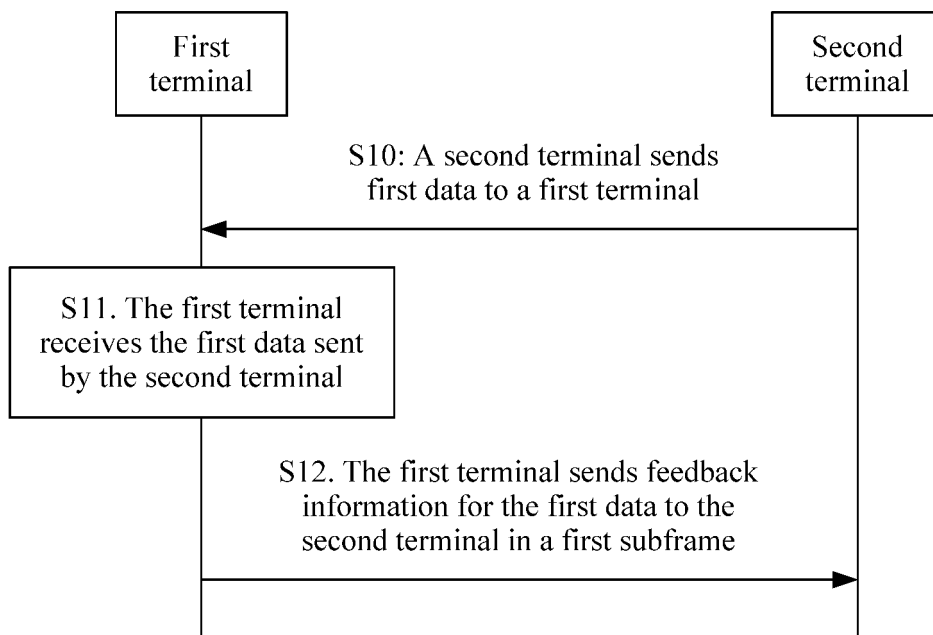 First
terminal
Second
terminal
S10: A second terminal sends
first data to a first terminal
S11. The first terminal
receives the first data sent
by the second terminal
S12. The first terminal sends feedback
information for the first data to the
second terminal in a first subframe